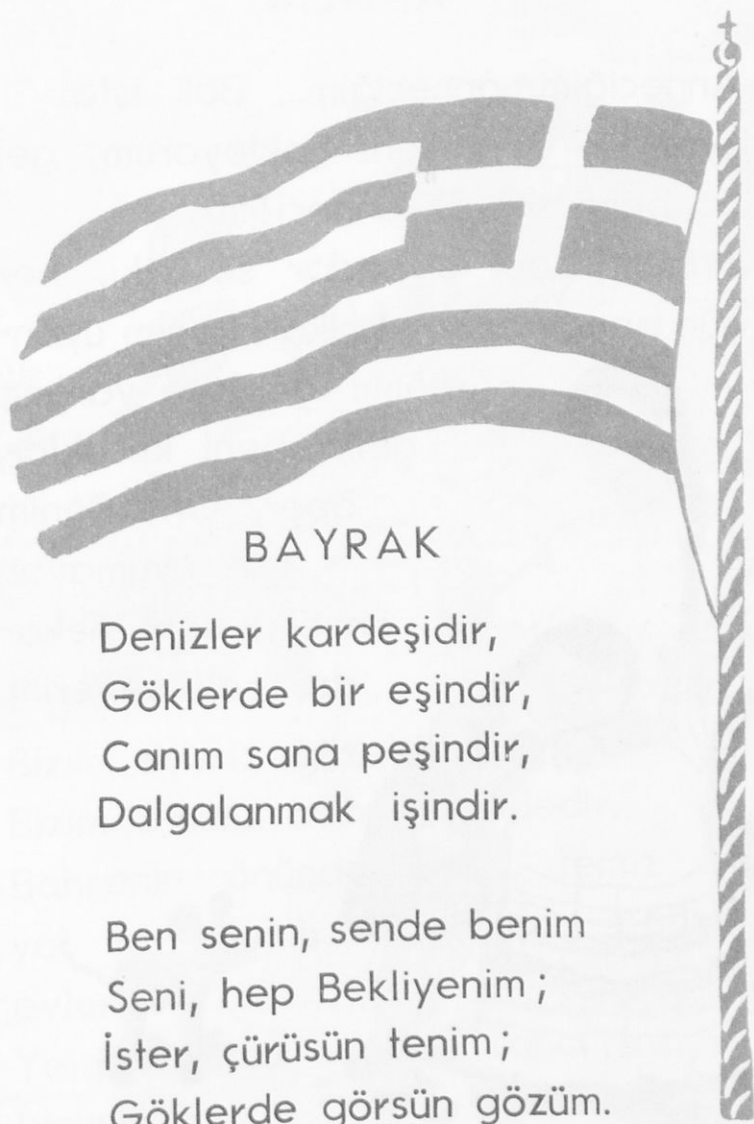 BAYRAK
Denizler kardeşidir,
Göklerde bir eşindir,
Canım sana peşindir,
Dalgalanmak işindir.
Ben senin, sende benim
Seni, hep Bekliyenim;
İster, çürüsün tenim;
Göklerde görsün gözüm.